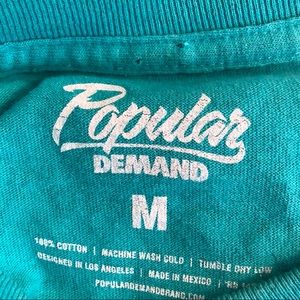 Popular
DEMAND
M
100% COTTON | MACHINE WASH COLD | TUMBLE DRY LOW
DESIGNED IN LOS ANGELES | MADE IN MEXICO |
POPULARDEMANDBRAND.COM